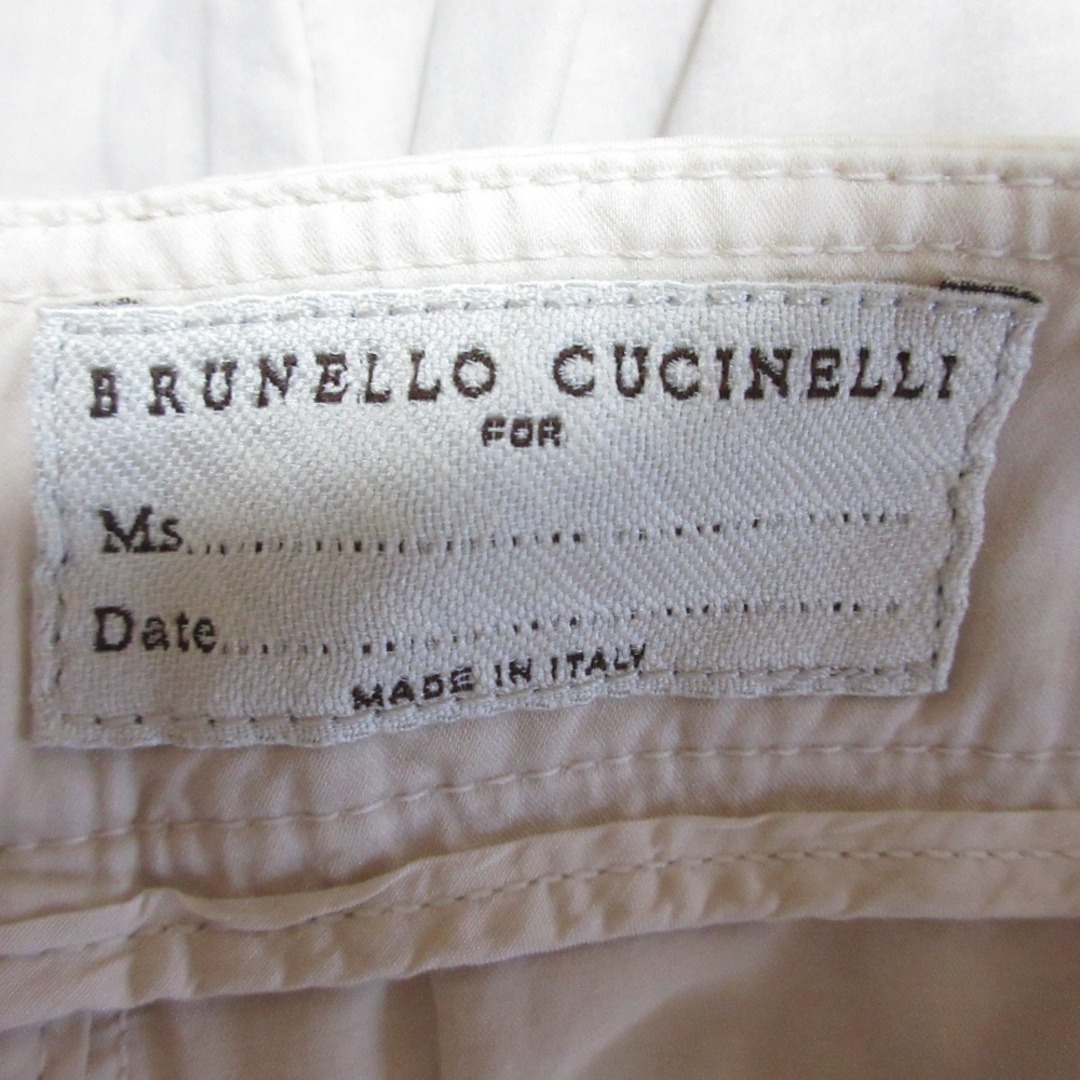 BRUNELLO CUCINELLI
FOR
Ms..........................................
Date..........................................
MADE IN ITALY